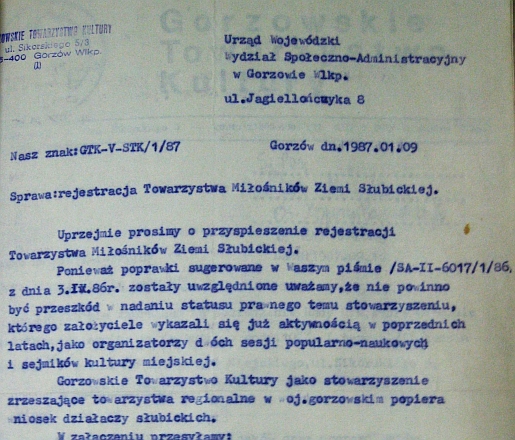 OWSKIE TOWARZYSTWO KULTURY
ul. Sikorskiego 5/3
-400 Gorzów Wlkp.
(1)
Urząd Wojewódzki
Wydział Społeczno-Administracyjny
w Gorzowie Wlkp.
ul.Jagiellończyka 8
Nasz znak:GTK-V-STK/1/87
Gorzów dn.1987.01.09
Sprawa:rejestracja Towarzystwa Miłośników Ziemi Słubickiej.
Uprzejmie prosimy o przyspieszenie rejestracji
Towarzystwa Miłośników Ziemi Słubickiej.
Ponieważ poprawki sugerowane w Waszym piśmie /SA-II-6017/1/86,
z dnia 3.IX.86r. zostały uwzględnione uważamy,że nie powinno
być przeszkód w nadaniu statusu prawnego temu stowarzyszeniu,
którego założyciele wykazali się już aktywnością w poprzednich
latach,jako organizatorzy dwóch sesji popularno-naukowych
i sejmików kultury miejskiej.
Gorzowskie Towarzystwo Kultury jako stowarzyszenie
zrzeszające towarzystwa regionalne w woj.gorzowskim popiera
wniosek działaczy słubickich.
W załączeniu przesyłamy: